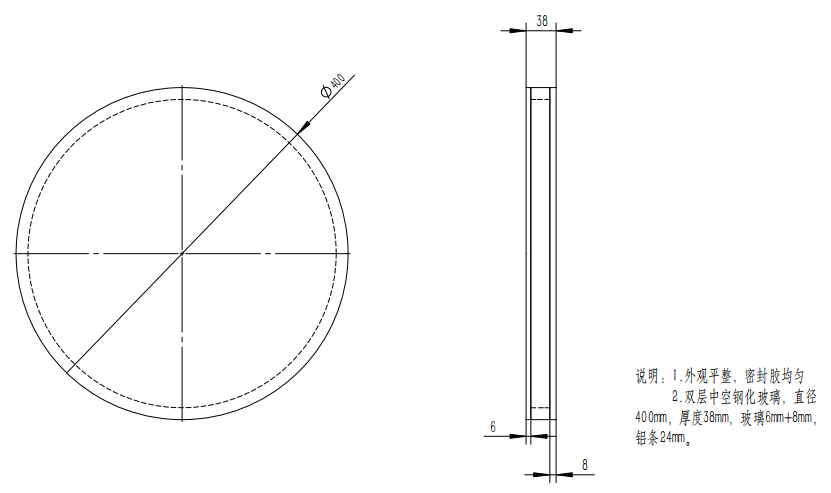 38
Φ400
说明：1.外观平整，密封胶均匀
2.双层中空钢化玻璃，直径
400mm，厚度38mm，玻璃6mm+8mm，
铝条24mm。
6
8